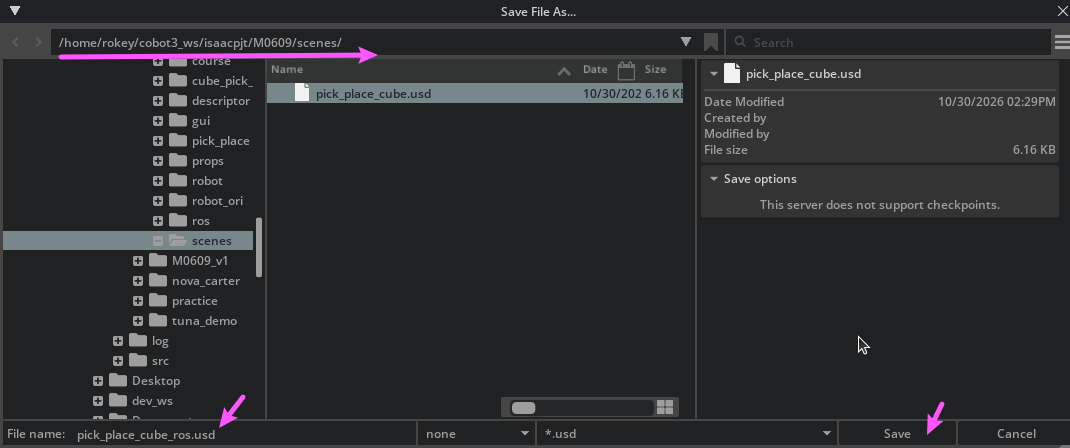 Save File As...
/home/rokey/cobot3_ws/isaacpjt/M0609/scenes/
Search
course
cube_pick_
descriptor
gui
pick_place
props
robot
robot_ori
ros
scenes
M0609_v1
nova_carter
practice
tuna_demo
log
src
Desktop
dev_ws
Name Date Size
pick_place_cube.usd 10/30/202 6.16 KB
pick_place_cube.usd
Date Modified 10/30/2026 02:29PM
Created by
Modified by
File size 6.16 KB
Save options
This server does not support checkpoints.
File name: pick_place_cube_ros.usd none *.usd Save Cancel